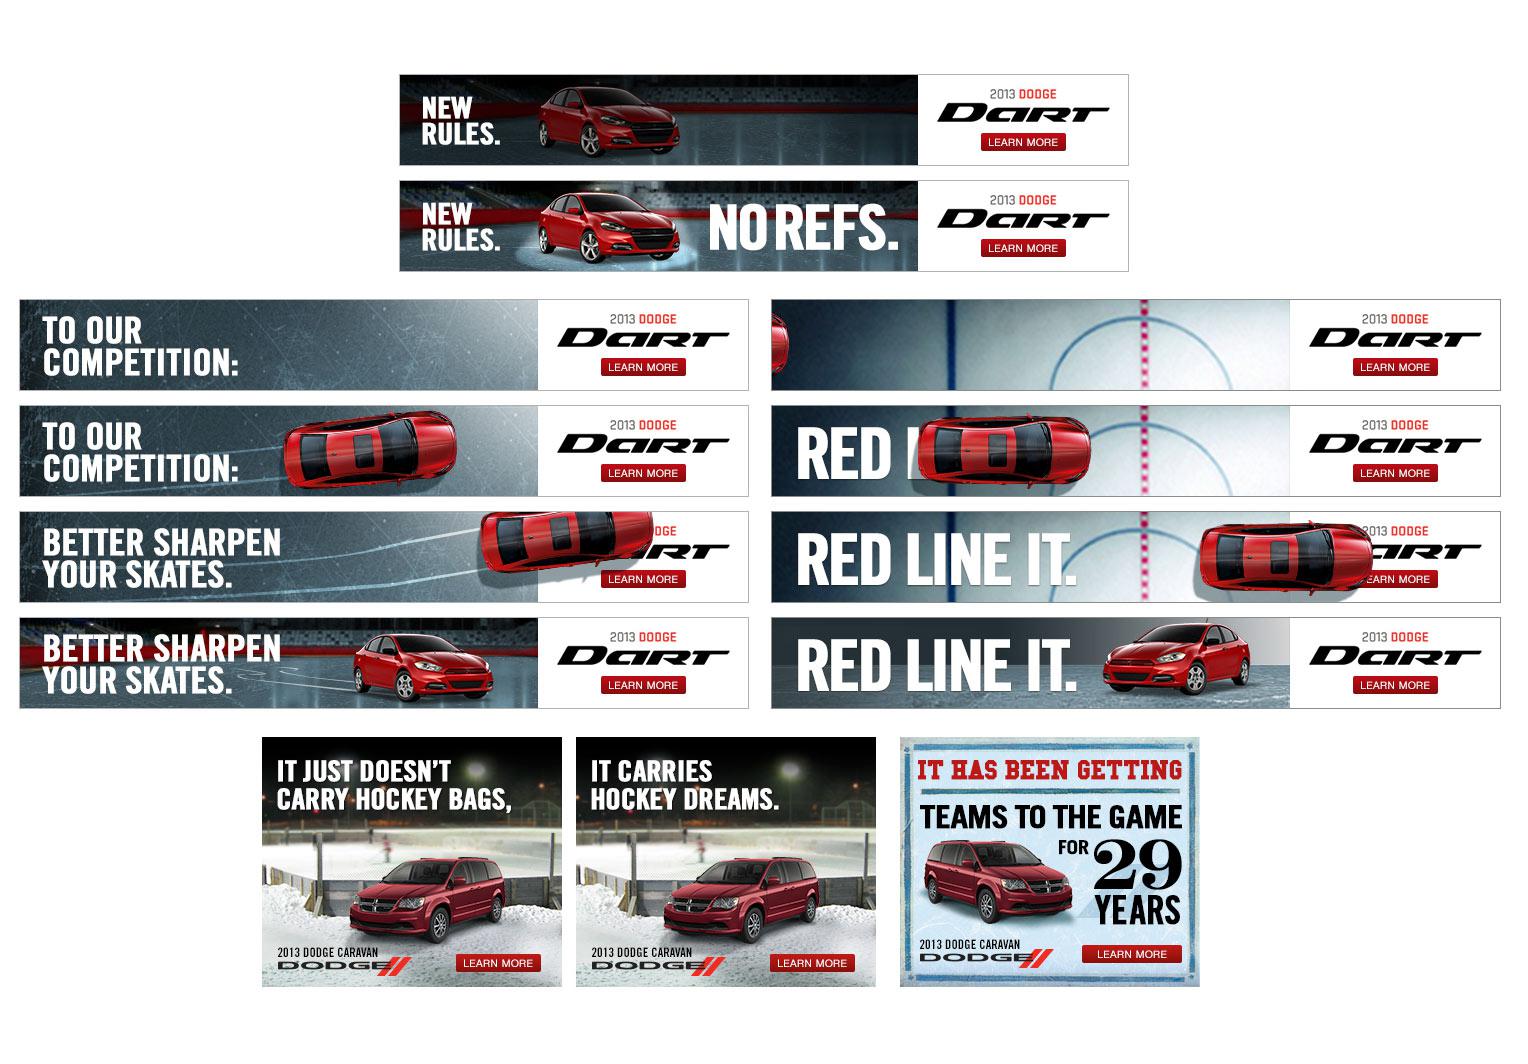 NEW
RULES.
2013 DODGE
DART
LEARN MORE
NEW
RULES.
NO REFS.
2013 DODGE
DART
LEARN MORE
TO OUR
COMPETITION:
2013 DODGE
DART
LEARN MORE
TO OUR
COMPETITION:
2013 DODGE
DART
LEARN MORE
BETTER SHARPEN
YOUR SKATES.
DGE
RT
LEARN MORE
BETTER SHARPEN
YOUR SKATES.
2013 DODGE
DART
LEARN MORE
2013 DODGE
DART
LEARN MORE
RED L
2013 DODGE
DART
LEARN MORE
RED LINE IT.
2013 DODGE
ART
LEARN MORE
RED LINE IT.
2013 DODGE
DART
LEARN MORE
IT JUST DOESN'T
CARRY HOCKEY BAGS,
2013 DODGE CARAVAN
DODGE
LEARN MORE
IT CARRIES
HOCKEY DREAMS.
2013 DODGE CARAVAN
DODGE
LEARN MORE
IT HAS BEEN GETTING
TEAMS TO THE GAME
FOR 29
YEARS
2013 DODGE CARAVAN
DODGE
LEARN MORE